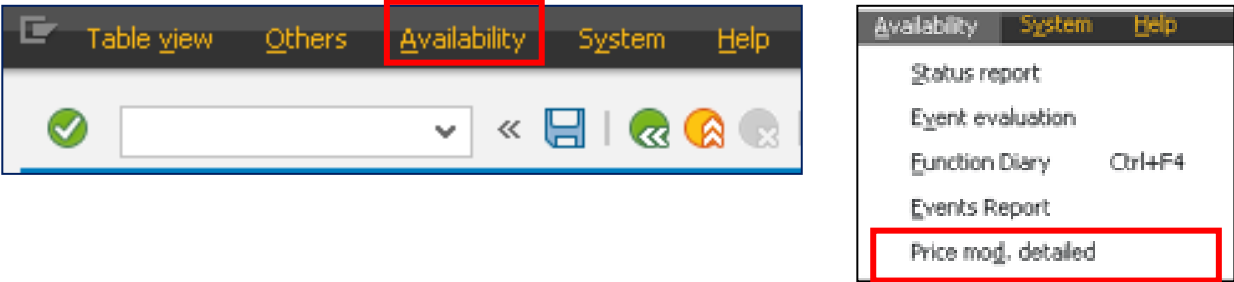 Table view Others Availability System Help
Availability System Help
Status report
Event evaluation
Function Diary Ctrl+F4
Events Report
Price mod. detailed